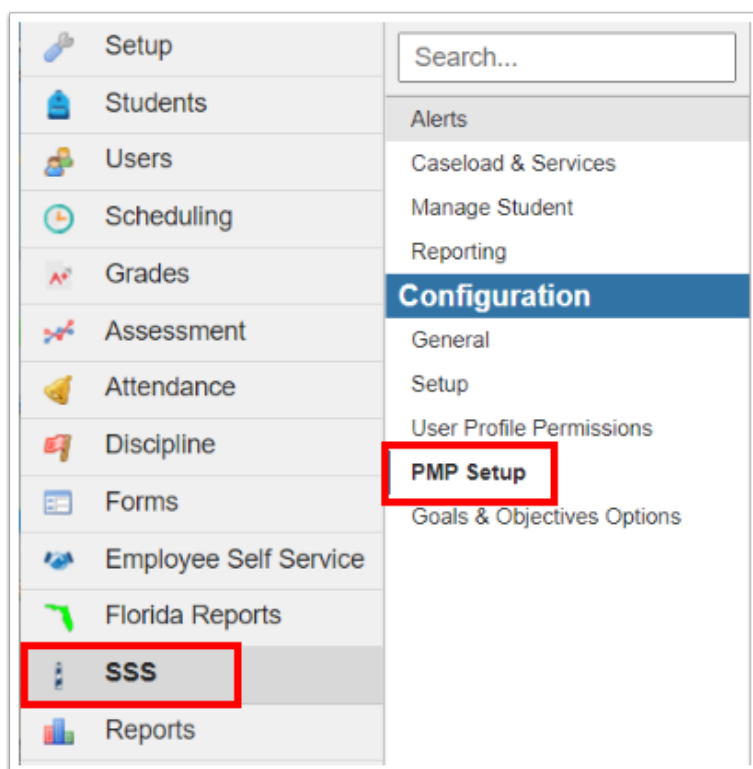 Setup
Students
Users
Scheduling
A+
Grades
Assessment
Attendance
Discipline
Forms
Employee Self Service
Florida Reports
SSS
Reports
Search...
Alerts
Caseload & Services
Manage Student
Reporting
Configuration
General
Setup
User Profile Permissions
PMP Setup
Goals & Objectives Options